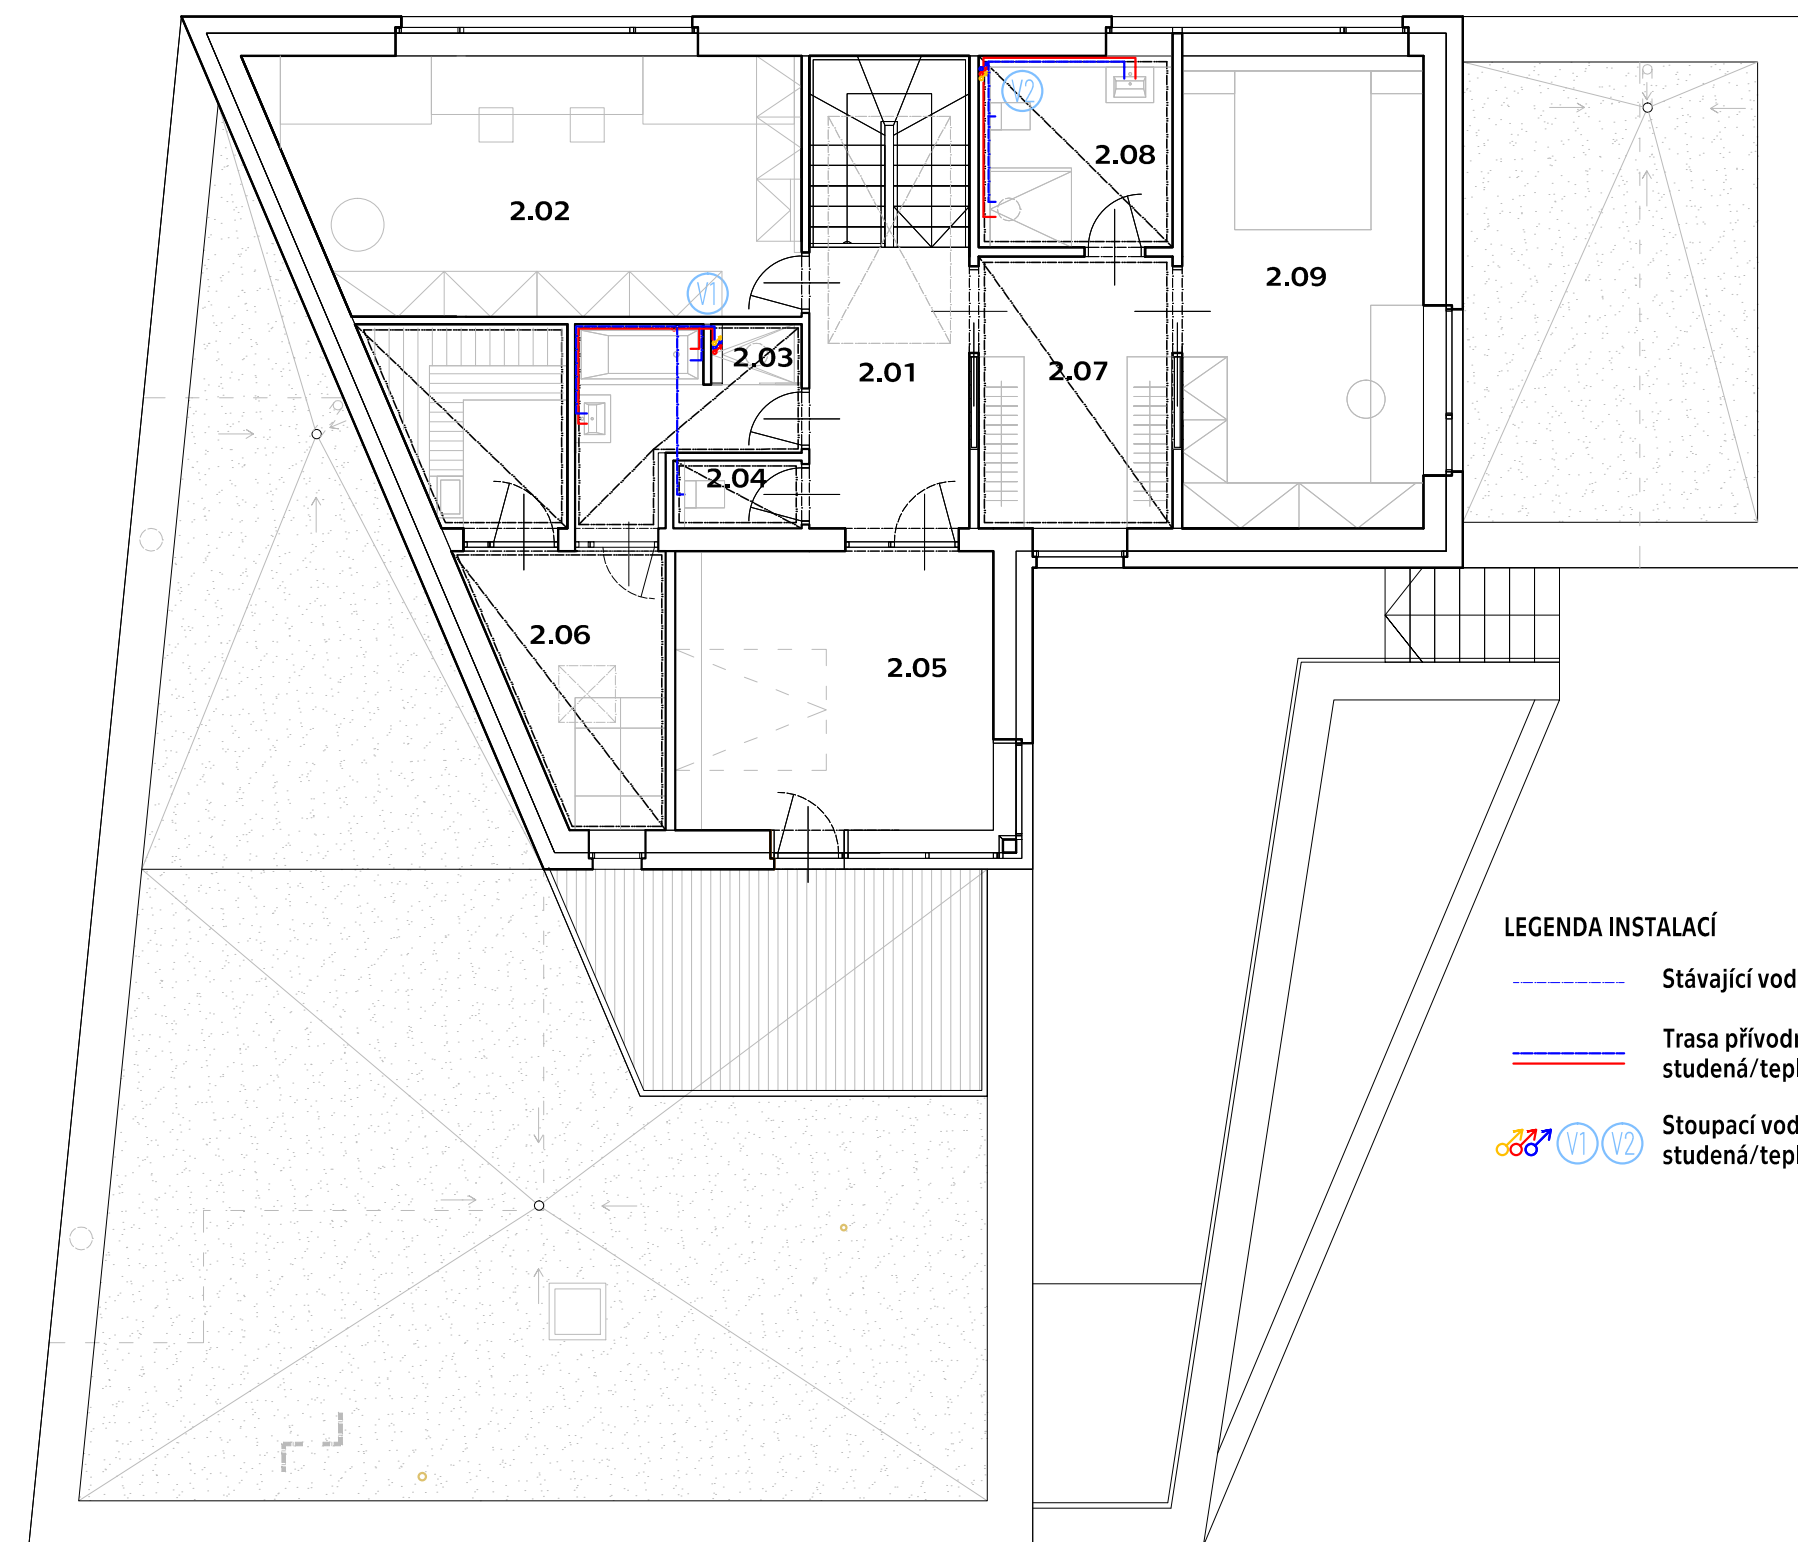 V2
2.08
2.02
2.09
V1
2.03
2.01
2.07
2.04
2.06
2.05
LEGENDA INSTALACÍ
Stávající vod
Trasa přívodn
studená/tepl
V1 V2 Stoupací vod
studená/tepl